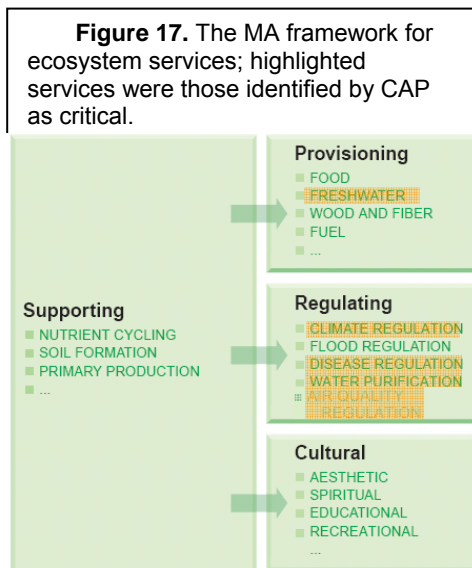 Figure 17. The MA framework for
ecosystem services; highlighted
services were those identified by CAP
as critical.
Supporting
NUTRIENT CYCLING
SOIL FORMATION
PRIMARY PRODUCTION
...
Provisioning
FOOD
FRESHWATER
WOOD AND FIBER
FUEL
...
Regulating
CLIMATE REGULATION
FLOOD REGULATION
DISEASE REGULATION
WATER PURIFICATION
AIR QUALITY
REGULATION
Cultural
AESTHETIC
SPIRITUAL
EDUCATIONAL
RECREATIONAL
...